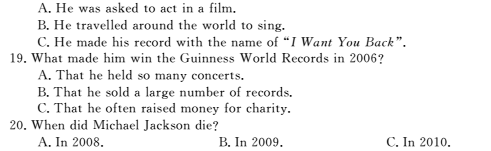 A. He was asked to act in a film.
B. He travelled around the world to sing.
C. He made his record with the name of “I Want You Back”.
19. What made him win the Guinness World Records in 2006?
A. That he held so many concerts.
B. That he sold a large number of records.
C. That he often raised money for charity.
20. When did Michael Jackson die?
A. In 2008. B. In 2009. C. In 2010.